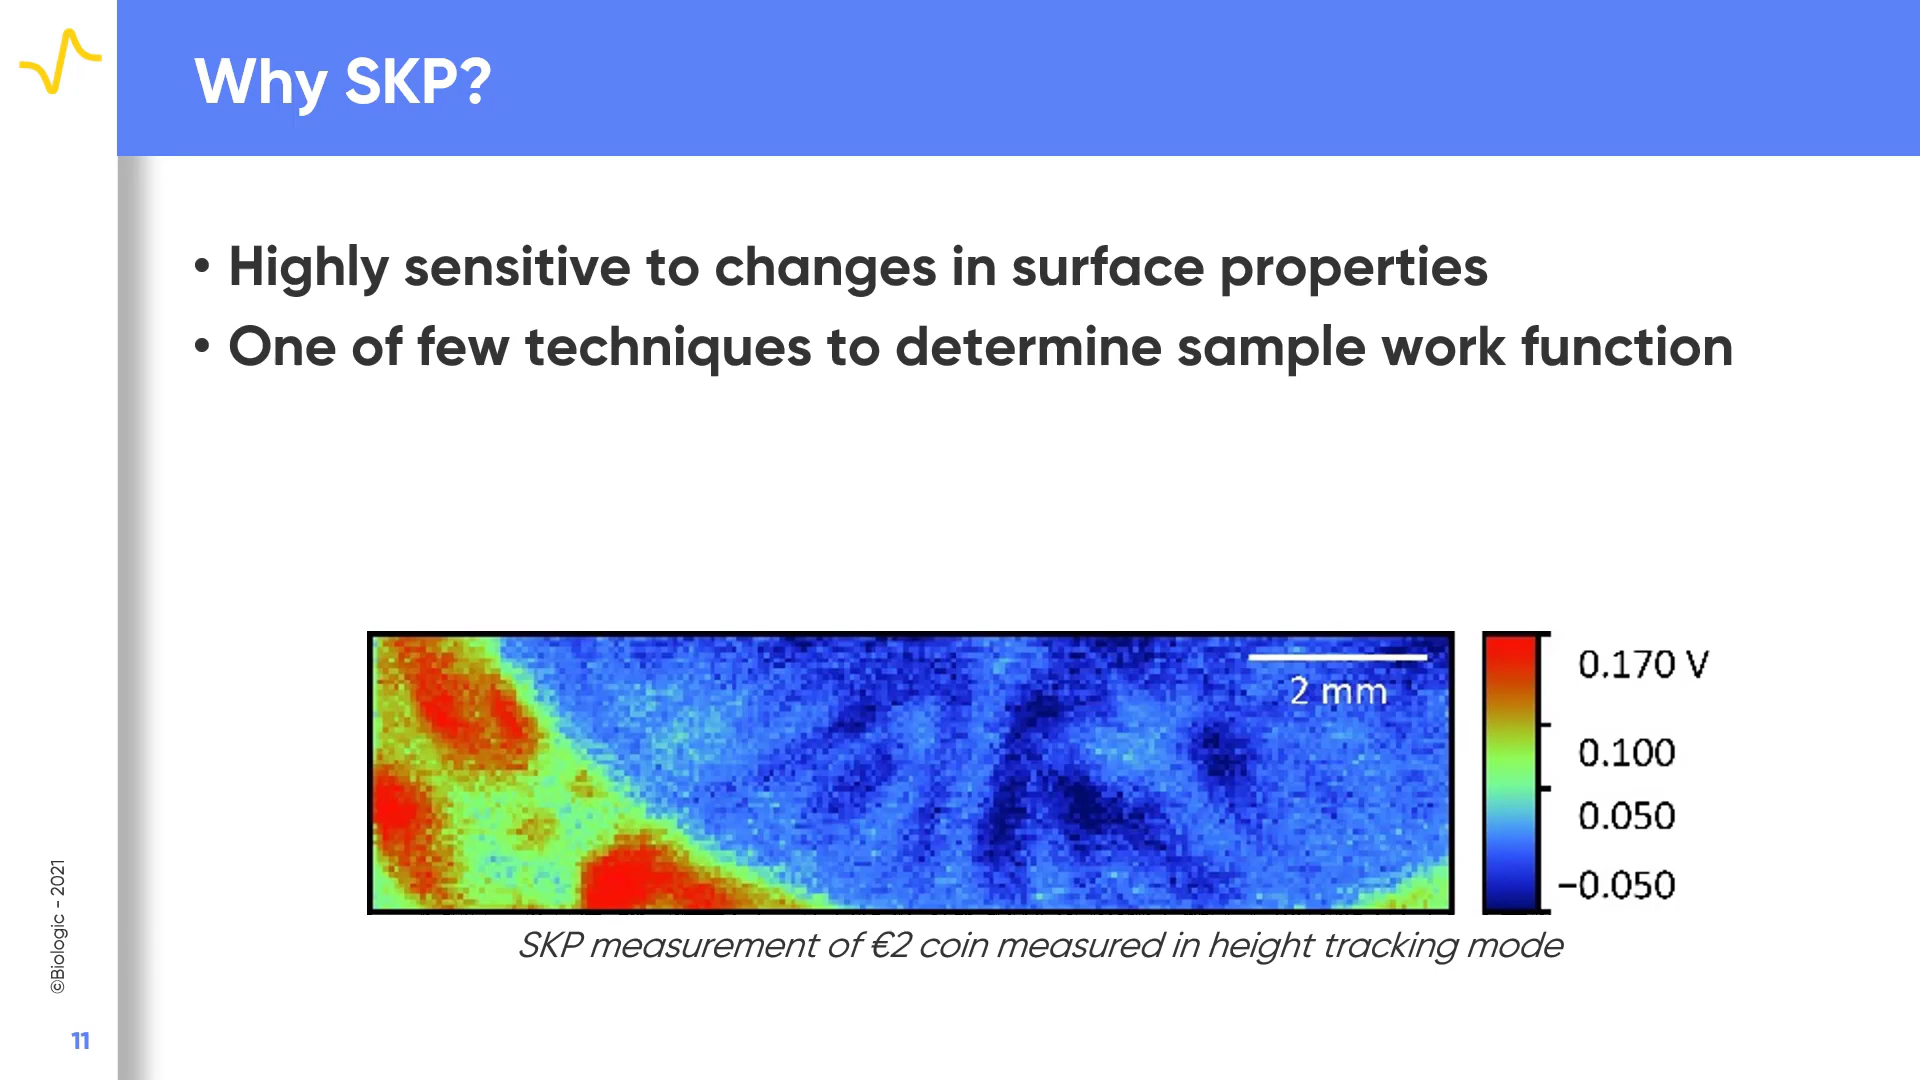 Why SKP?
• Highly sensitive to changes in surface properties
• One of few techniques to determine sample work function
2 mm
0.170 V
0.100
0.050
−0.050
SKP measurement of €2 coin measured in height tracking mode
©Biologic - 2021
11